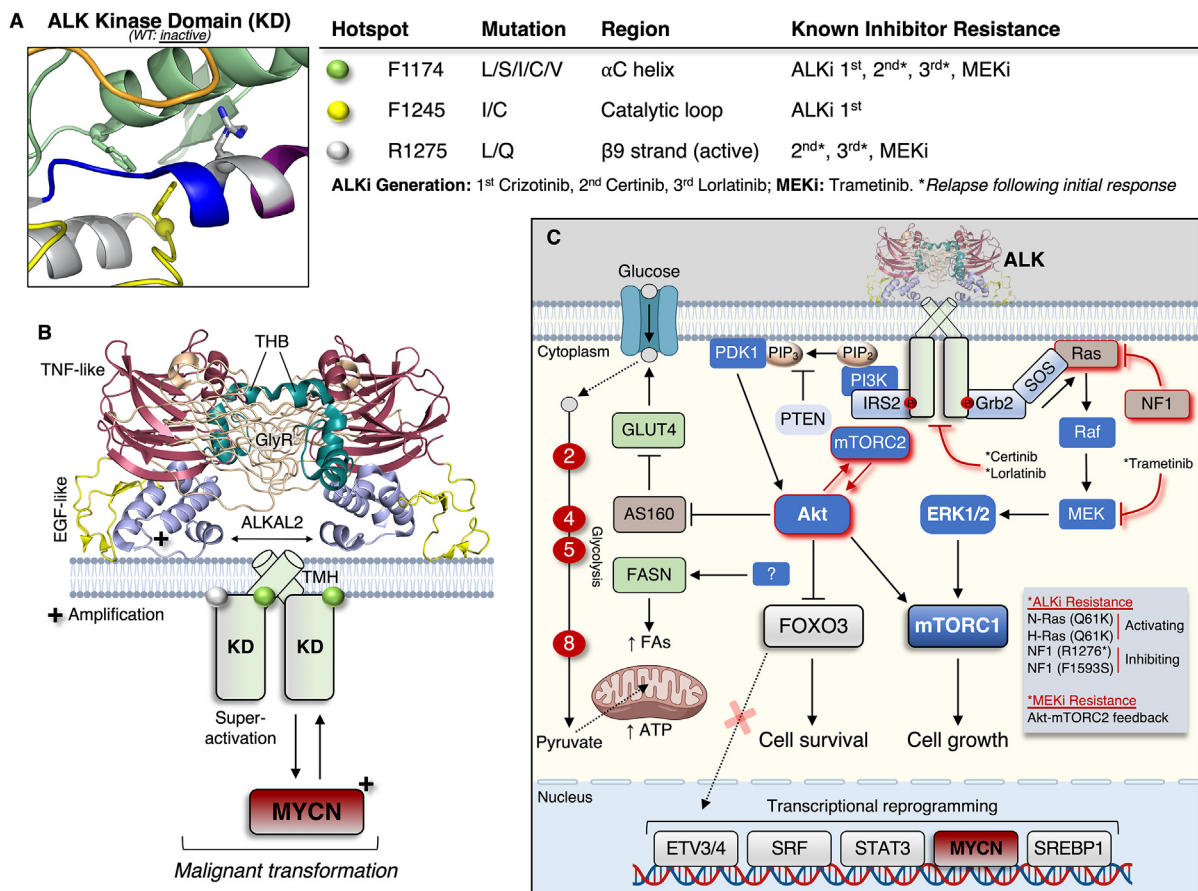 A
ALK Kinase Domain (KD)
(WT: inactive)
Hotspot Mutation Region Known Inhibitor Resistance
F1174 L/S/I/C/V αC helix ALKi 1st, 2nd*, 3rd*, MEKi
F1245 I/C Catalytic loop ALKi 1st
R1275 L/Q β9 strand (active) 2nd*, 3rd*, MEKi
ALKi Generation: 1st Crizotinib, 2nd Certinib, 3rd Lorlatinib; MEKi: Trametinib. *Relapse following initial response
B
THB
TNF-like
GlyR
EGF-like
ALKAL2
+
TMH
+ Amplification
KD KD
Super-
activation
+
MYCN
Malignant transformation
C
ALK
Glucose
Cytoplasm
PDK1 PIP3 PIP2
PI3K
IRS2 P
P Grb2
SOS
Ras
NF1
PTEN
GLUT4
mTORC2
Raf
*Certinib
*Lorlatinib
*Trametinib
2
4
5
8
Glycolysis
AS160
Akt
ERK1/2
MEK
FASN
?
FOXO3
mTORC1
↑ FAs
↑ ATP
Pyruvate
Cell survival
Cell growth
*ALKi Resistance
N-Ras (Q61K)
H-Ras (Q61K)
Activating
NF1 (R1276*)
NF1 (F1593S)
Inhibiting
*MEKi Resistance
Akt-mTORC2 feedback
Nucleus
Transcriptional reprogramming
ETV3/4 SRF STAT3 MYCN SREBP1